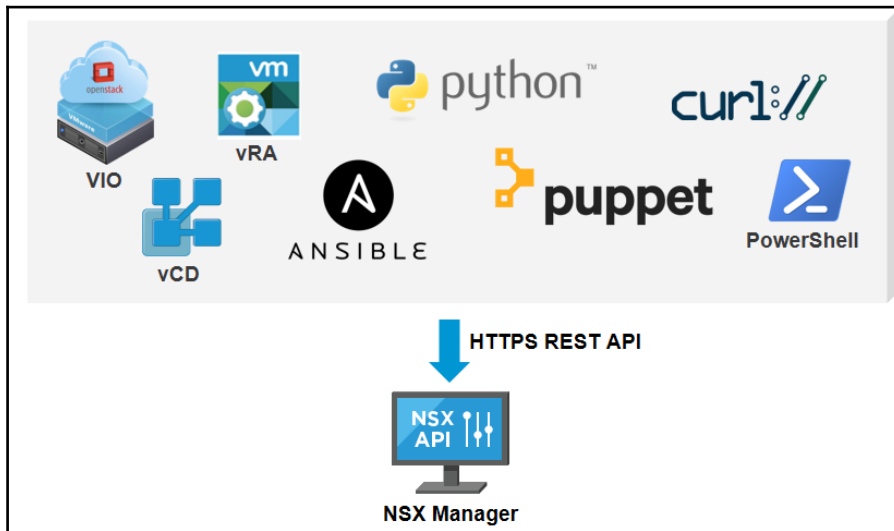 openstack
VMware
VIO
vm
vRA
python™
curl://
vCD
ANSIBLE
puppet
PowerShell
HTTPS REST API
NSX
API
NSX Manager